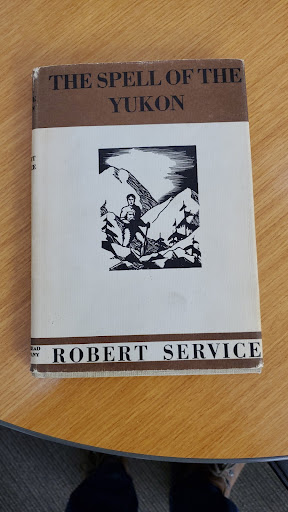 THE SPELL OF THE
YUKON
ROBERT SERVICE